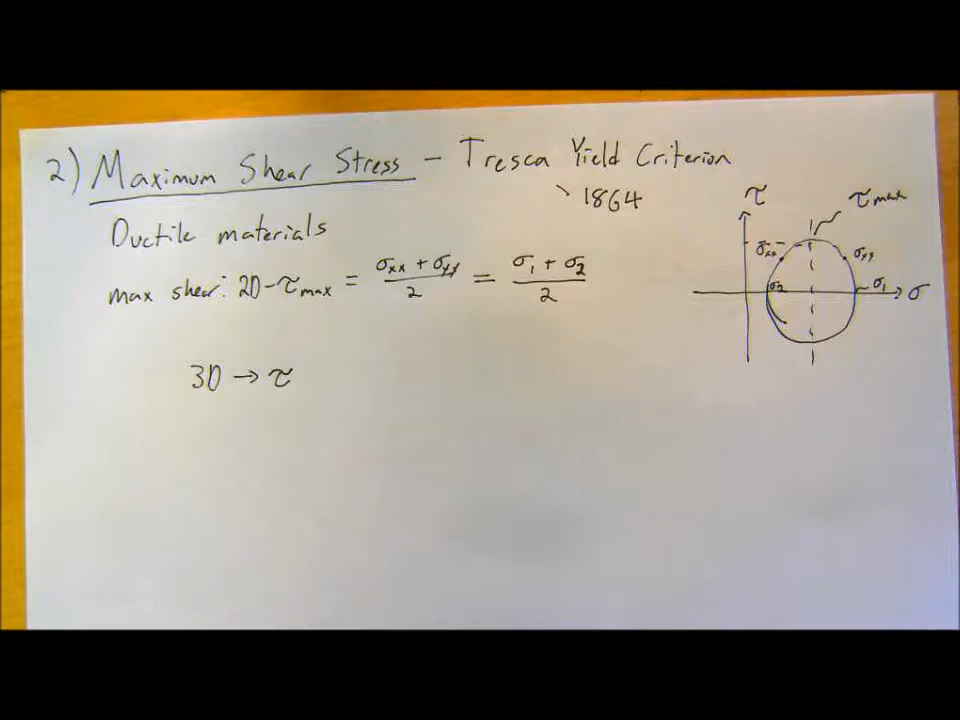 2) Maximum Shear Stress – Tresca Yield Criterion
1864
Ductile materials
max shear: 2D - τmax = (σxx + σyy)/2 = (σ1 + σ2)/2
3D → τ
τ
τmax
σxx
σyy
σ2
σ1
σ